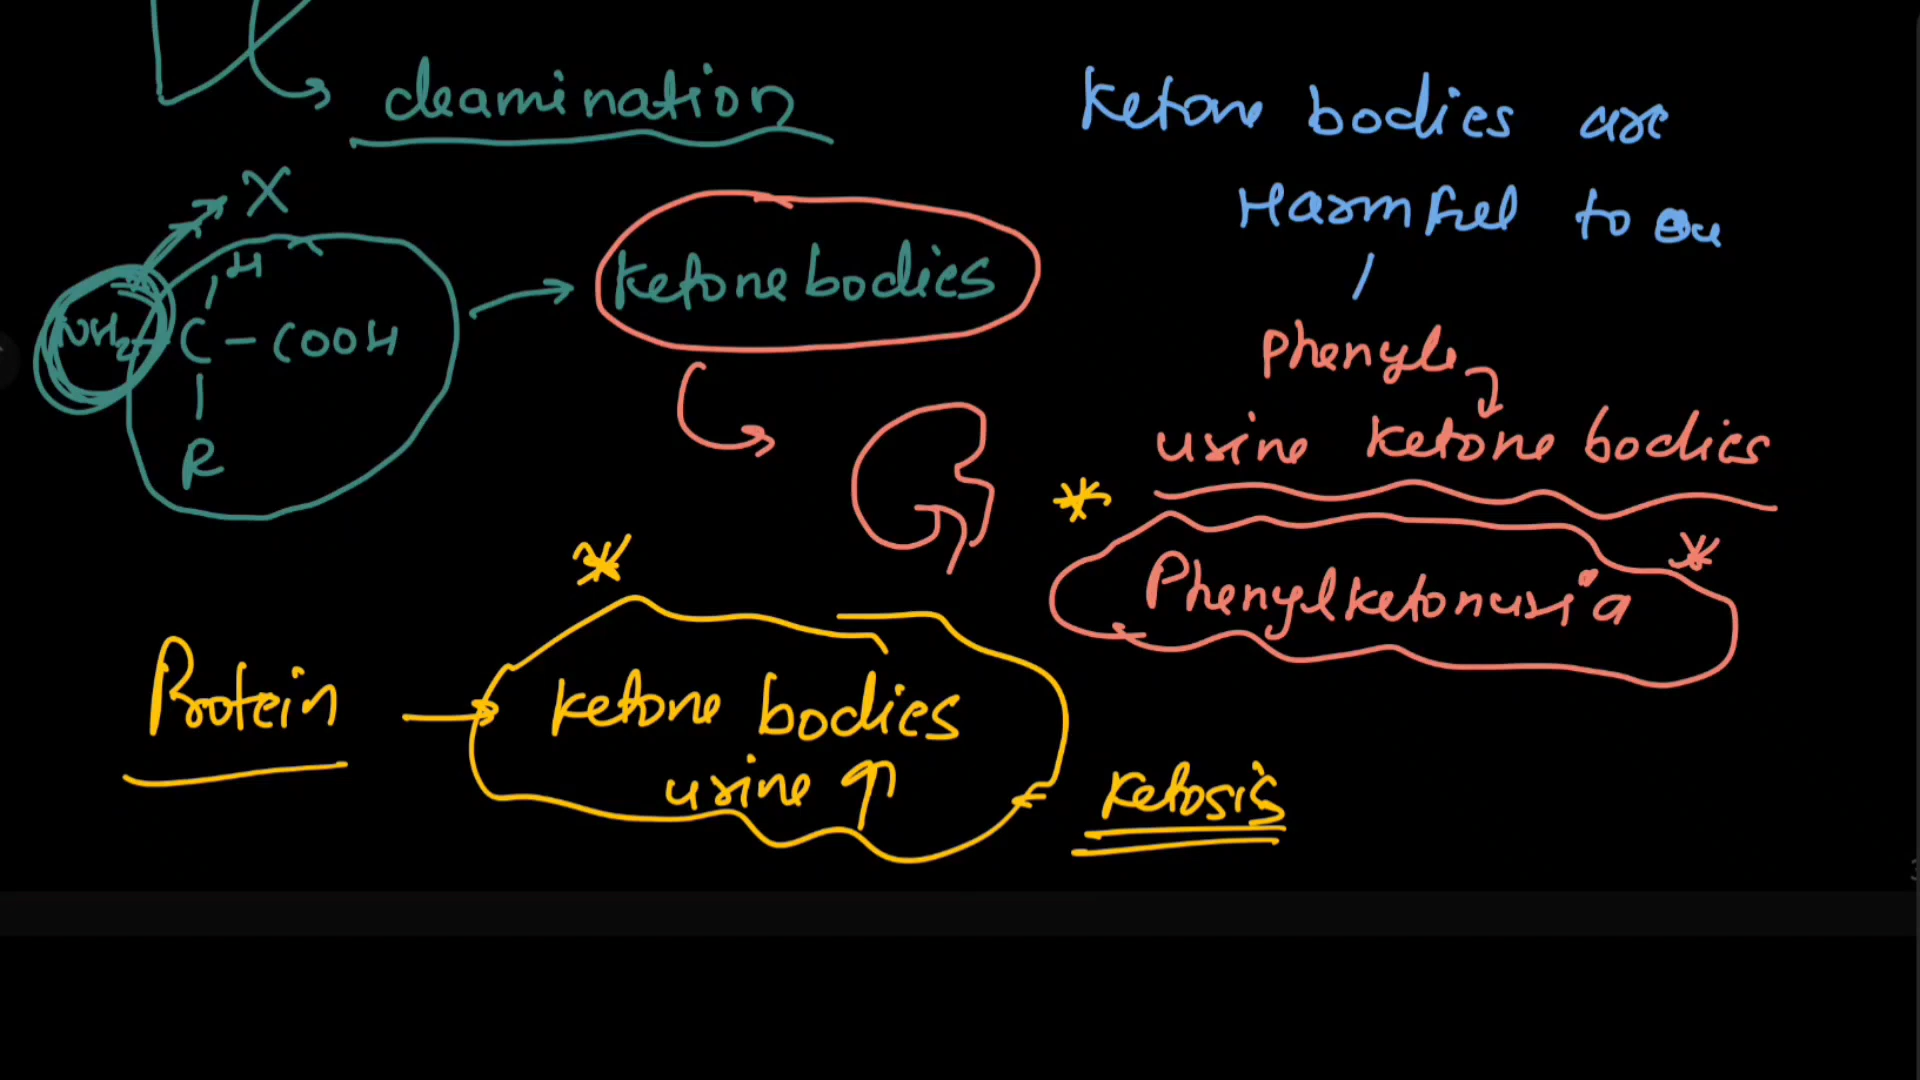 deamination
X
H
NH2 - C - COOH
R
ketone bodies
ketone bodies are
Harmful to
phenyl
urine ketone bodies
Phenylketonuria
Protein → ketone bodies
urine ↑
ketosis